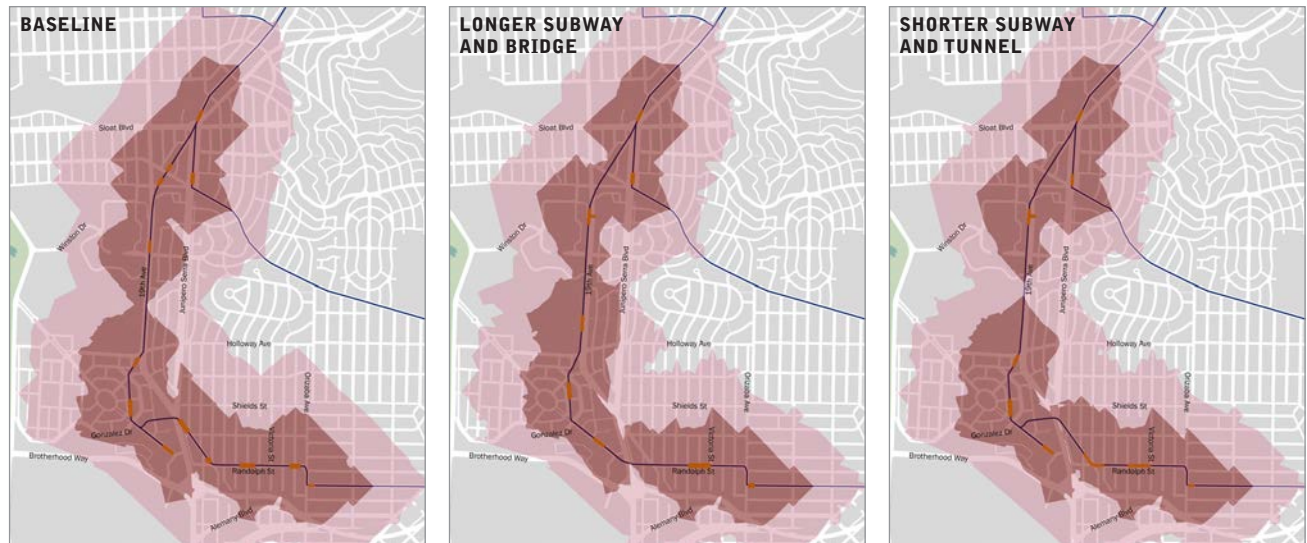 BASELINE
Sloat Blvd
Winston Dr
19th Ave
Junipero Serra Blvd
Holloway Ave
Orizaba Ave
Shields St
Victoria St
Gonzalez Dr
Brotherhood Way
Randolph St
Alemany Blvd
LONGER SUBWAY
AND BRIDGE
Sloat Blvd
Winston Dr
19th Ave
Junipero Serra Blvd
Holloway Ave
Orizaba Ave
Shields St
Victoria St
Gonzalez Dr
Brotherhood Way
Randolph St
Alemany Blvd
SHORTER SUBWAY
AND TUNNEL
Sloat Blvd
Winston Dr
19th Ave
Junipero Serra Blvd
Holloway Ave
Orizaba Ave
Shields St
Victoria St
Gonzalez Dr
Brotherhood Way
Randolph St
Alemany Blvd